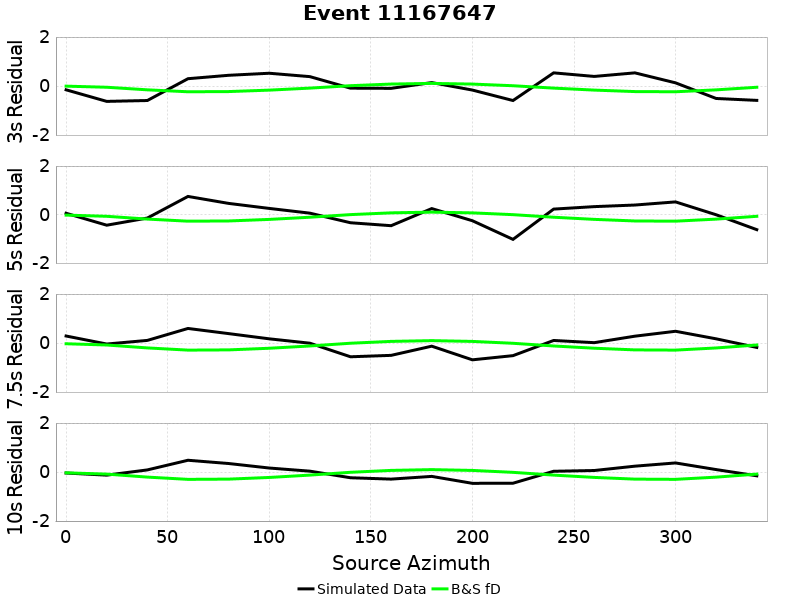 Event 11167647
3s Residual
2
0
-2
5s Residual
2
0
-2
7.5s Residual
2
0
-2
10s Residual
2
0
-2
0 50 100 150 200 250 300
Source Azimuth
Simulated Data B&S fD